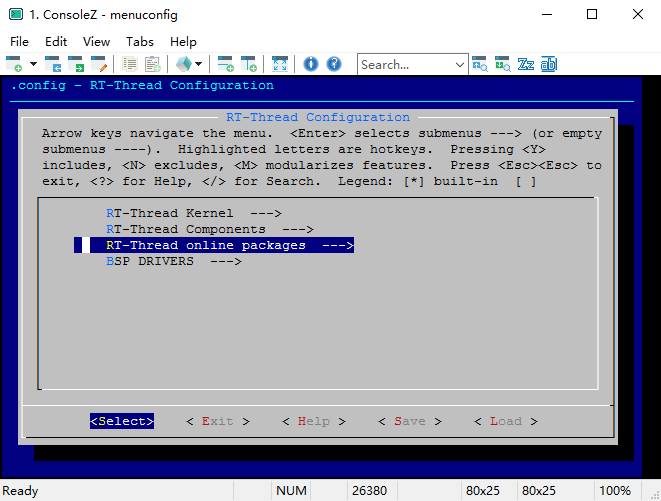 1. ConsoleZ - menuconfig
File Edit View Tabs Help
Search...
.config - RT-Thread Configuration
RT-Thread Configuration
Arrow keys navigate the menu. <Enter> selects submenus ---> (or empty
submenus ----). Highlighted letters are hotkeys. Pressing <Y>
includes, <N> excludes, <M> modularizes features. Press <Esc><Esc> to
exit, <?> for Help, </> for Search. Legend: [*] built-in [ ]
RT-Thread Kernel --->
RT-Thread Components --->
RT-Thread online packages --->
BSP DRIVERS --->
<Select> < Exit > < Help > < Save > < Load >
Ready NUM 26380 80x25 80x25 100%